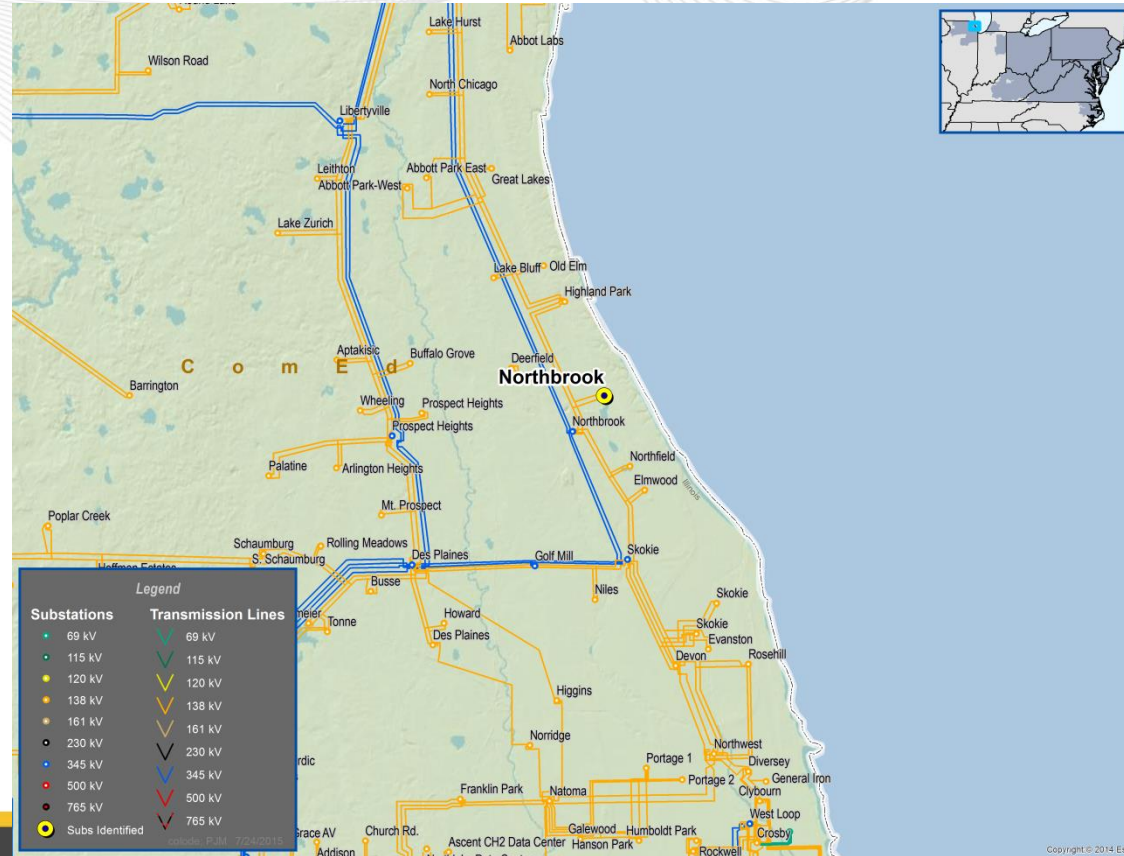 Lake Hurst
Abbot Labs
Wilson Road
North Chicago
Libertyville
Leithton
Abbott Park East
Great Lakes
Abbott Park-West
Lake Zurich
Lake Bluff
Old Elm
Highland Park
Aptakisic
Buffalo Grove
Deerfield
C o m E d
Northbrook
Barrington
Wheeling
Prospect Heights
Prospect Heights
Northbrook
Palatine
Arlington Heights
Northfield
Elmwood
Illinois
Mt. Prospect
Poplar Creek
Schaumburg
Rolling Meadows
S. Schaumburg
Des Plaines
Golf Mill
Skokie
Hoffman Estates
Busse
Niles
Skokie
Tonne
Howard
Des Plaines
Skokie
Evanston
Devon
Rosehill
Higgins
Norridge
Northwest
Portage 1
Diversey
Portage 2
General Iron
Clybourn
Franklin Park
Natoma
West Loop
Galewood
Humboldt Park
Crosby
Church Rd.
Ascent CH2 Data Center
Hanson Park
Rockwell
Addison
Grace AV
Legend
Substations
Transmission Lines
69 kV
69 kV
115 kV
115 kV
120 kV
120 kV
138 kV
138 kV
161 kV
161 kV
230 kV
230 kV
345 kV
345 kV
500 kV
500 kV
765 kV
765 kV
Subs Identified
PJM 7/24/2015
Copyright © 2014 Es